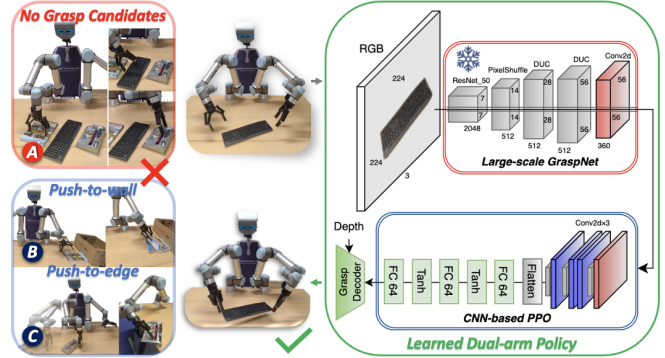 No Grasp Candidates
A
Push-to-wall
B
Push-to-edge
C
RGB
224
224
3
ResNet_50
7
7
2048
PixelShuffle
14
14
512
DUC
28
28
512
DUC
56
56
512
Conv2d
56
56
360
Large-scale GraspNet
Depth
Grasp
Decoder
FC 64
Tanh
FC 64
Tanh
FC 64
Flatten
Conv2d×3
CNN-based PPO
Learned Dual-arm Policy